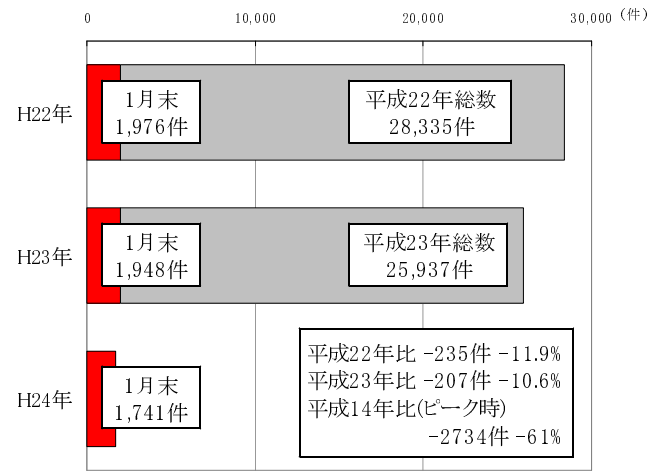 0 10,000 20,000 30,000 (件)
H22年
1月末
1,976件
平成22年総数
28,335件
H23年
1月末
1,948件
平成23年総数
25,937件
H24年
1月末
1,741件
平成22年比 -235件 -11.9%
平成23年比 -207件 -10.6%
平成14年比(ピーク時)
-2734件 -61%